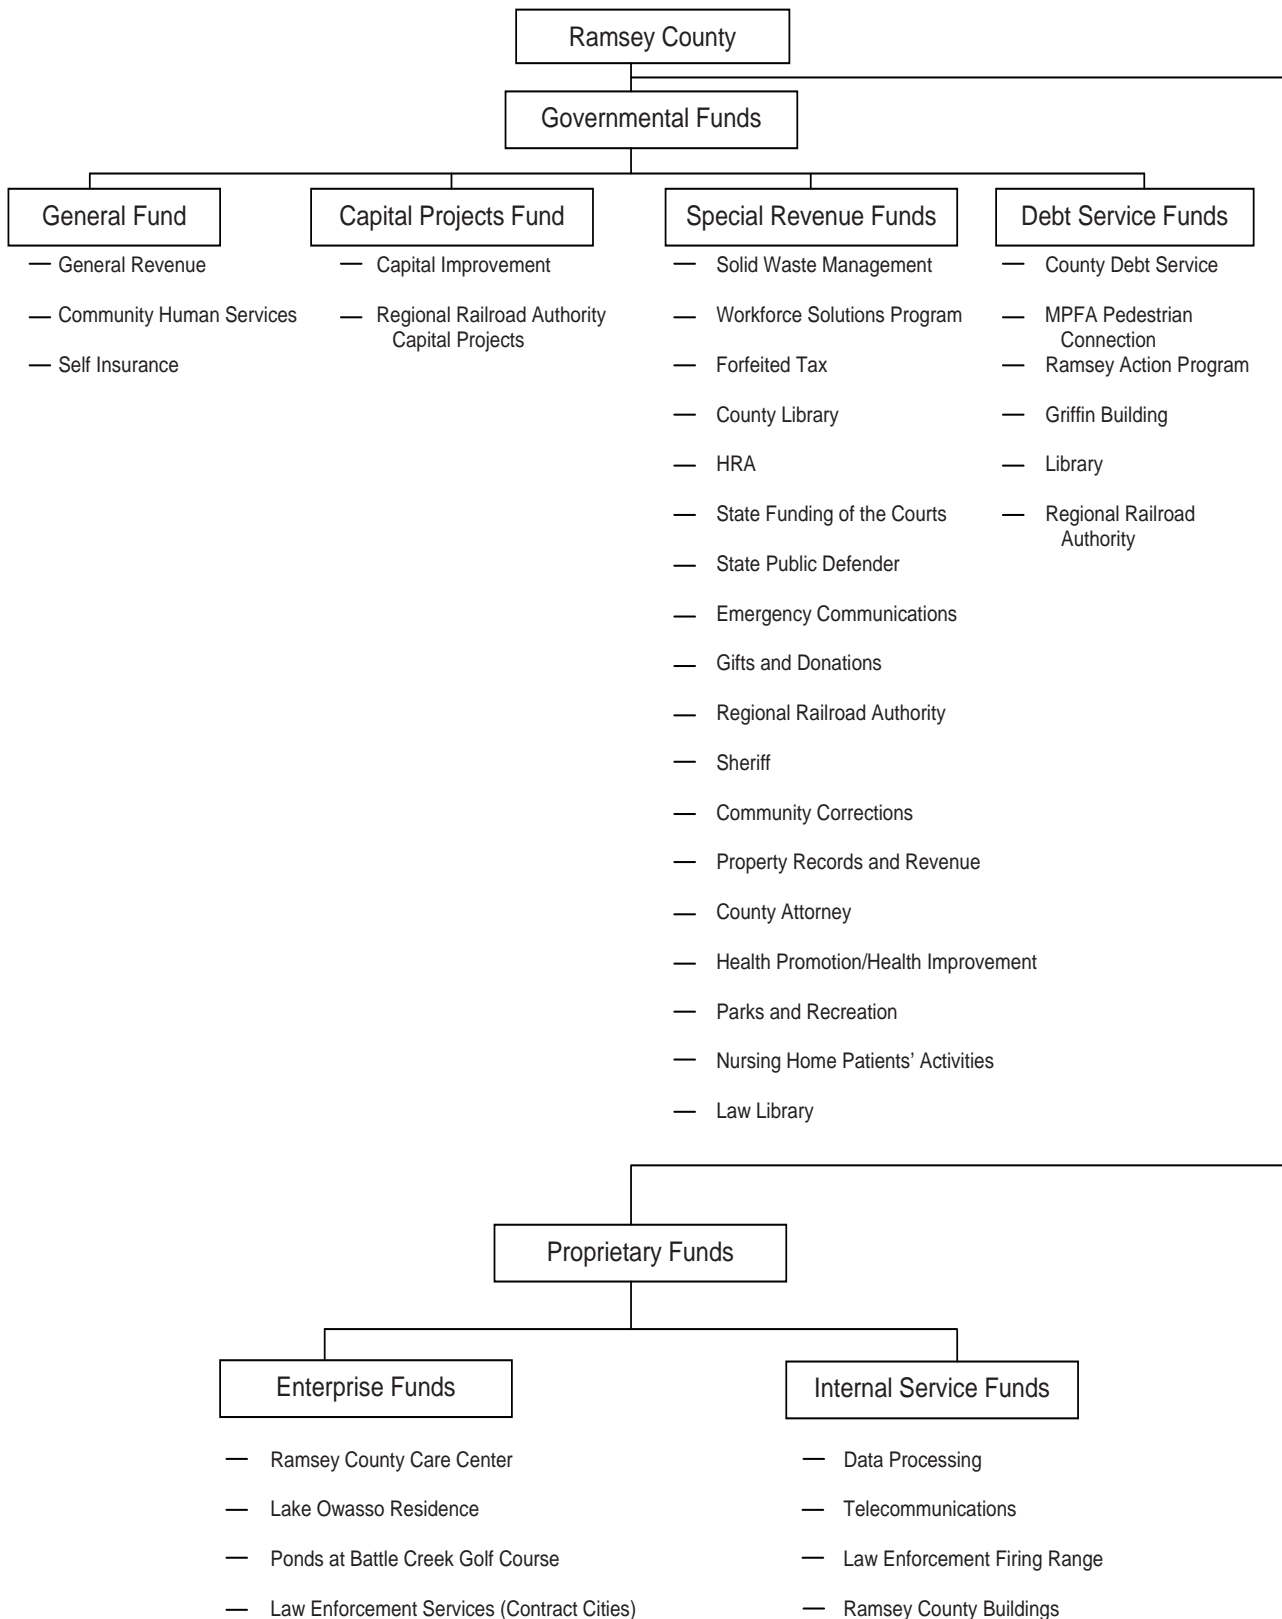 Ramsey County
Governmental Funds
General Fund
— General Revenue
— Community Human Services
— Self Insurance
Capital Projects Fund
— Capital Improvement
— Regional Railroad Authority
Capital Projects
Special Revenue Funds
— Solid Waste Management
— Workforce Solutions Program
— Forfeited Tax
— County Library
— HRA
— State Funding of the Courts
— State Public Defender
— Emergency Communications
— Gifts and Donations
— Regional Railroad Authority
— Sheriff
— Community Corrections
— Property Records and Revenue
— County Attorney
— Health Promotion/Health Improvement
— Parks and Recreation
— Nursing Home Patients’ Activities
— Law Library
Debt Service Funds
— County Debt Service
— MPFA Pedestrian
Connection
— Ramsey Action Program
— Griffin Building
— Library
— Regional Railroad
Authority
Proprietary Funds
Enterprise Funds
— Ramsey County Care Center
— Lake Owasso Residence
— Ponds at Battle Creek Golf Course
— Law Enforcement Services (Contract Cities)
Internal Service Funds
— Data Processing
— Telecommunications
— Law Enforcement Firing Range
— Ramsey County Buildings